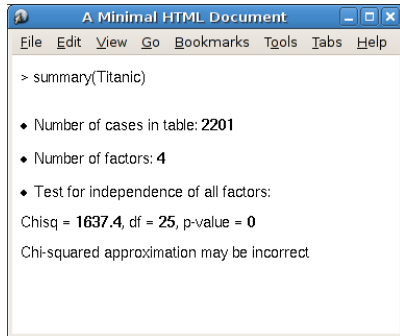 A Minimal HTML Document
File Edit View Go Bookmarks Tools Tabs Help
> summary(Titanic)
• Number of cases in table: 2201
• Number of factors: 4
• Test for independence of all factors:
Chisq = 1637.4, df = 25, p-value = 0
Chi-squared approximation may be incorrect